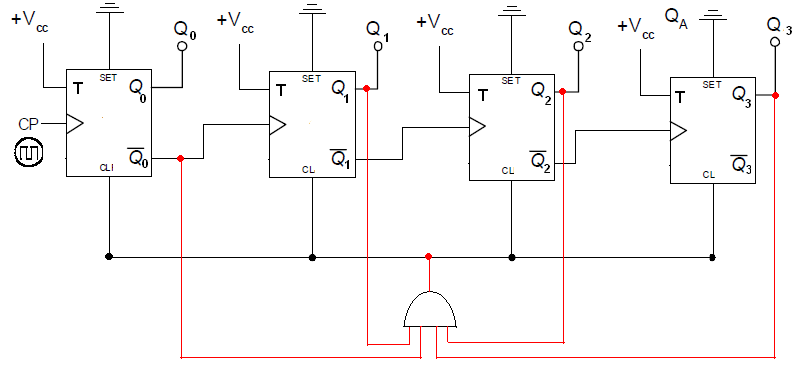 +Vcc Q0 +Vcc Q1 +Vcc Q2 +Vcc QA Q3
SET SET SET SET
T Q0 T Q1 T Q2 T Q3
CP
Q̅0 Q̅1 Q̅2 Q̅3
CLI CL CL CL